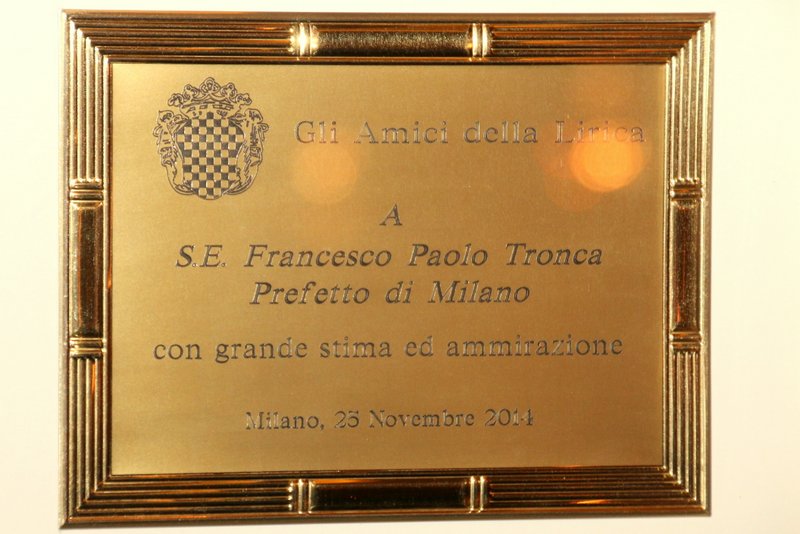 Gli Amici della Lirica
A
S.E. Francesco Paolo Tronca
Prefetto di Milano
con grande stima ed ammirazione
Milano, 25 Novembre 2014